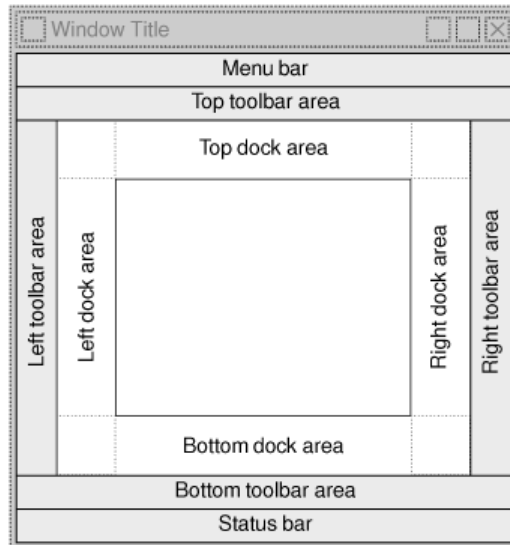 Window Title
Menu bar
Top toolbar area
Top dock area
Left toolbar area
Left dock area
Right dock area
Right toolbar area
Bottom dock area
Bottom toolbar area
Status bar